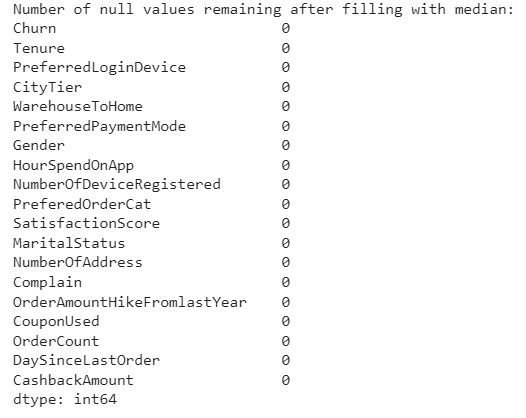 Number of null values remaining after filling with median:
Churn 0
Tenure 0
PreferredLoginDevice 0
CityTier 0
WarehouseToHome 0
PreferredPaymentMode 0
Gender 0
HourSpendOnApp 0
NumberOfDeviceRegistered 0
PreferedOrderCat 0
SatisfactionScore 0
MaritalStatus 0
NumberOfAddress 0
Complain 0
OrderAmountHikeFromlastYear 0
CouponUsed 0
OrderCount 0
DaySinceLastOrder 0
CashbackAmount 0
dtype: int64